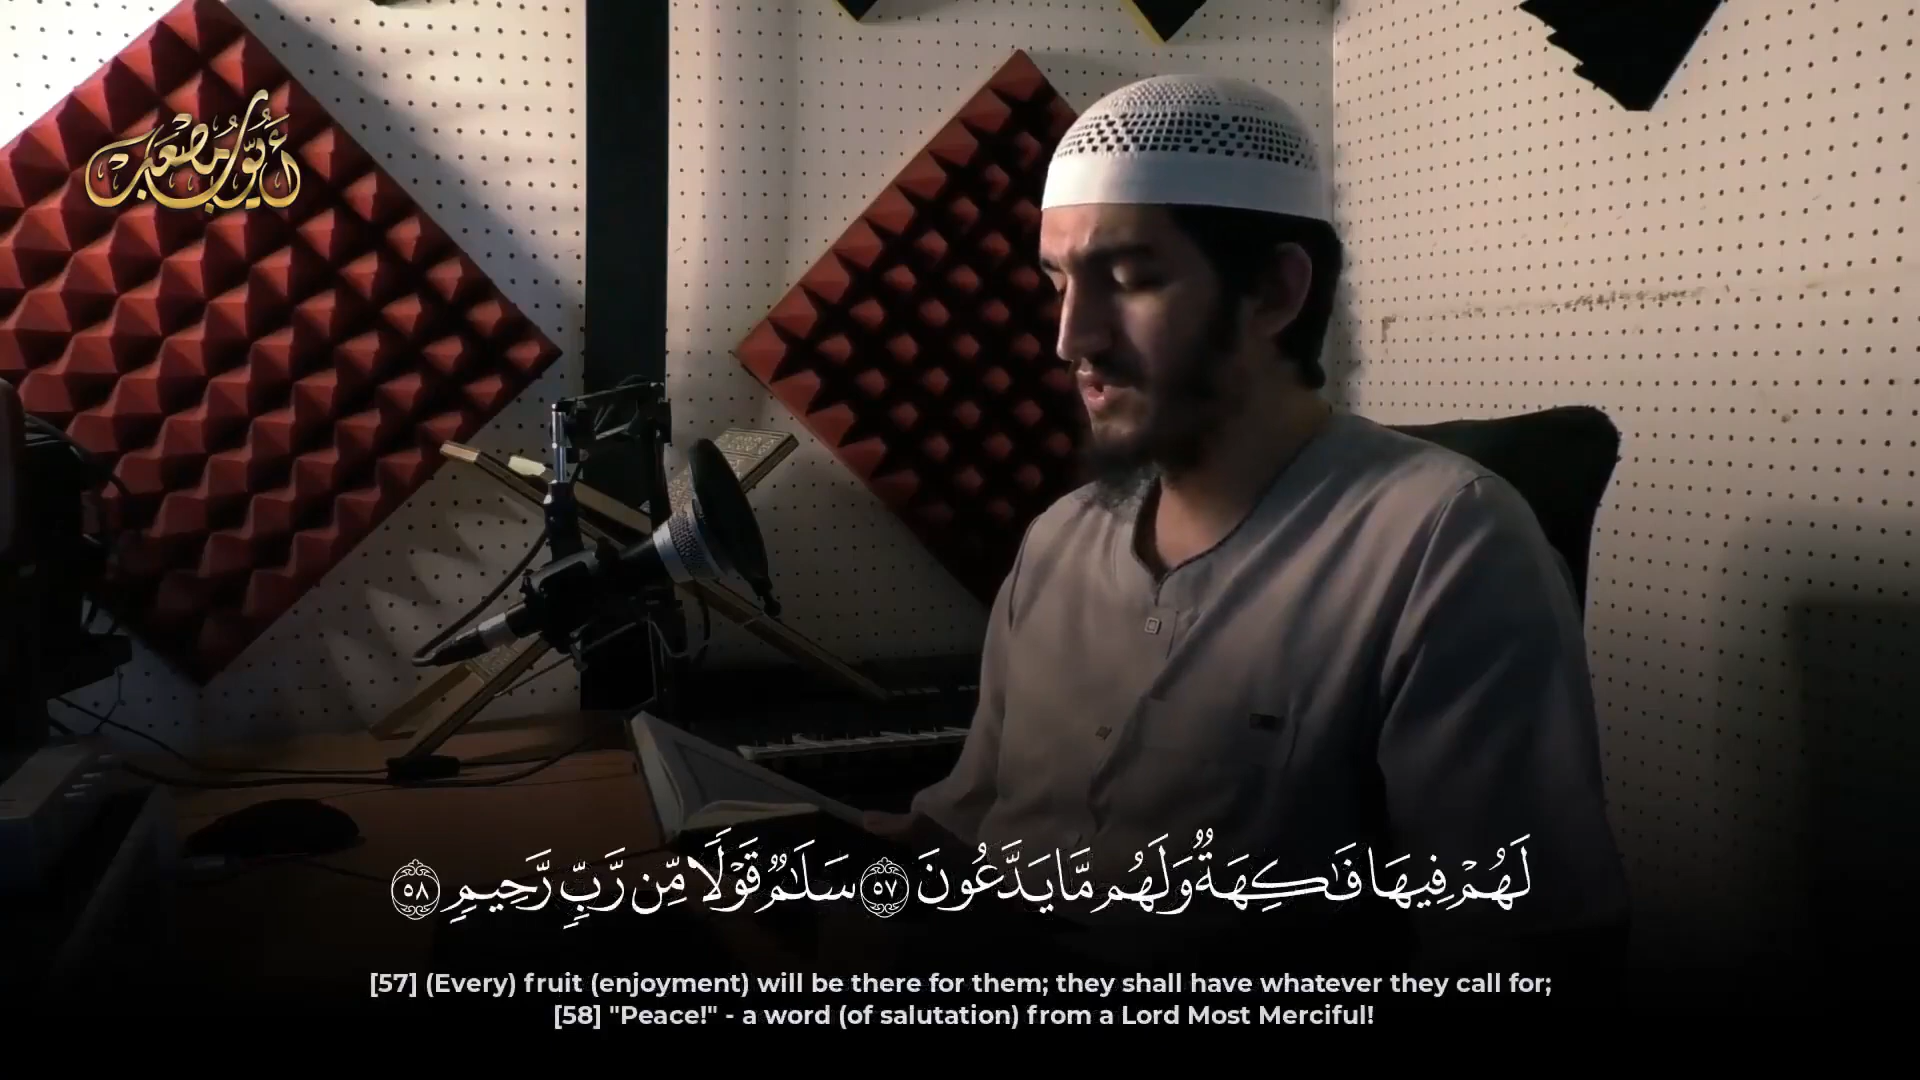 أيوب مصعب
لَهُمْ فِيهَا فَٰكِهَةٌ وَلَهُم مَّا يَدَّعُونَ ﴿٥٧﴾ سَلَٰمٌ قَوْلًا مِّن رَّبٍّ رَّحِيمٍ ﴿٥٨﴾
[57] (Every) fruit (enjoyment) will be there for them; they shall have whatever they call for;
[58] "Peace!" - a word (of salutation) from a Lord Most Merciful!